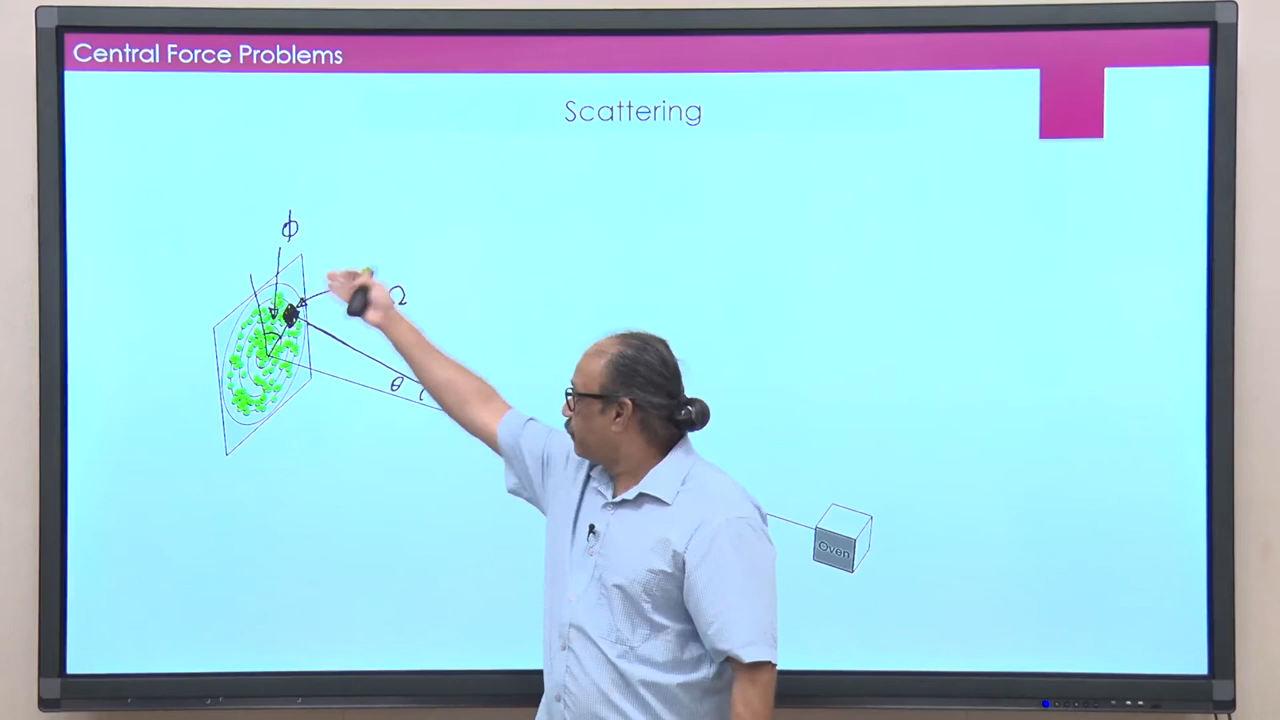 Central Force Problems
Scattering
ϕ
Ω
θ
Oven